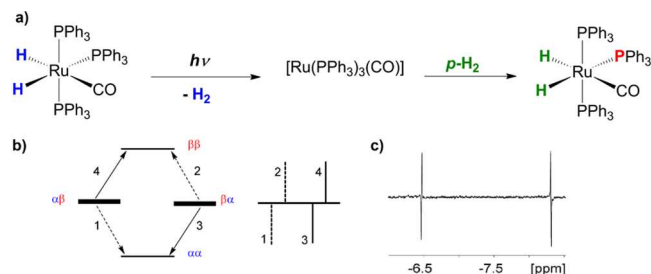 a)
PPh₃
H
PPh₃
Ru
H
CO
PPh₃
hν
- H₂
[Ru(PPh₃)₃(CO)]
p-H₂
PPh₃
H
PPh₃
Ru
H
CO
PPh₃
b)
ββ
4
2
αβ
βα
1
3
αα
2
4
1
3
c)
-6.5
-7.5
[ppm]